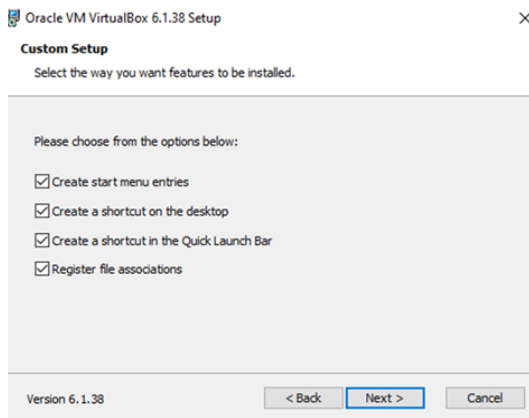 Oracle VM VirtualBox 6.1.38 Setup
Custom Setup
Select the way you want features to be installed.
Please choose from the options below:
Create start menu entries
Create a shortcut on the desktop
Create a shortcut in the Quick Launch Bar
Register file associations
Version 6.1.38
< Back
Next >
Cancel